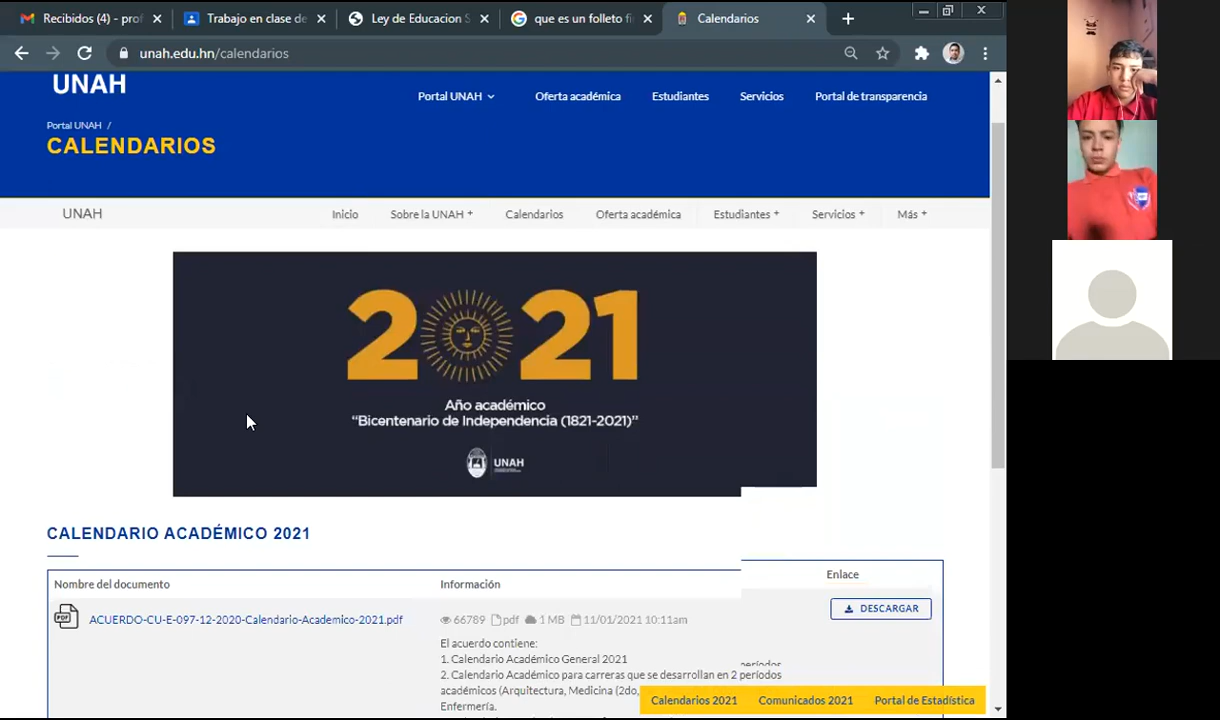 Recibidos (4) - prof
Trabajo en clase de
Ley de Educacion S
que es un folleto fi
Calendarios
unah.edu.hn/calendarios
UNAH
Portal UNAH
Oferta académica
Estudiantes
Servicios
Portal de transparencia
Portal UNAH /
CALENDARIOS
UNAH
Inicio
Sobre la UNAH +
Calendarios
Oferta académica
Estudiantes +
Servicios +
Más +
2021
Año académico
“Bicentenario de Independencia (1821-2021)”
UNAH
CALENDARIO ACADÉMICO 2021
Nombre del documento
Información
Enlace
PDF
ACUERDO-CU-E-097-12-2020-Calendario-Academico-2021.pdf
66789 pdf 1 MB 11/01/2021 10:11am
DESCARGAR
El acuerdo contiene:
1. Calendario Académico General 2021
2. Calendario Académico para carreras que se desarrollan en 2 períodos
académicos (Arquitectura, Medicina (2do,
Enfermería.
Calendarios 2021
Comunicados 2021
Portal de Estadística